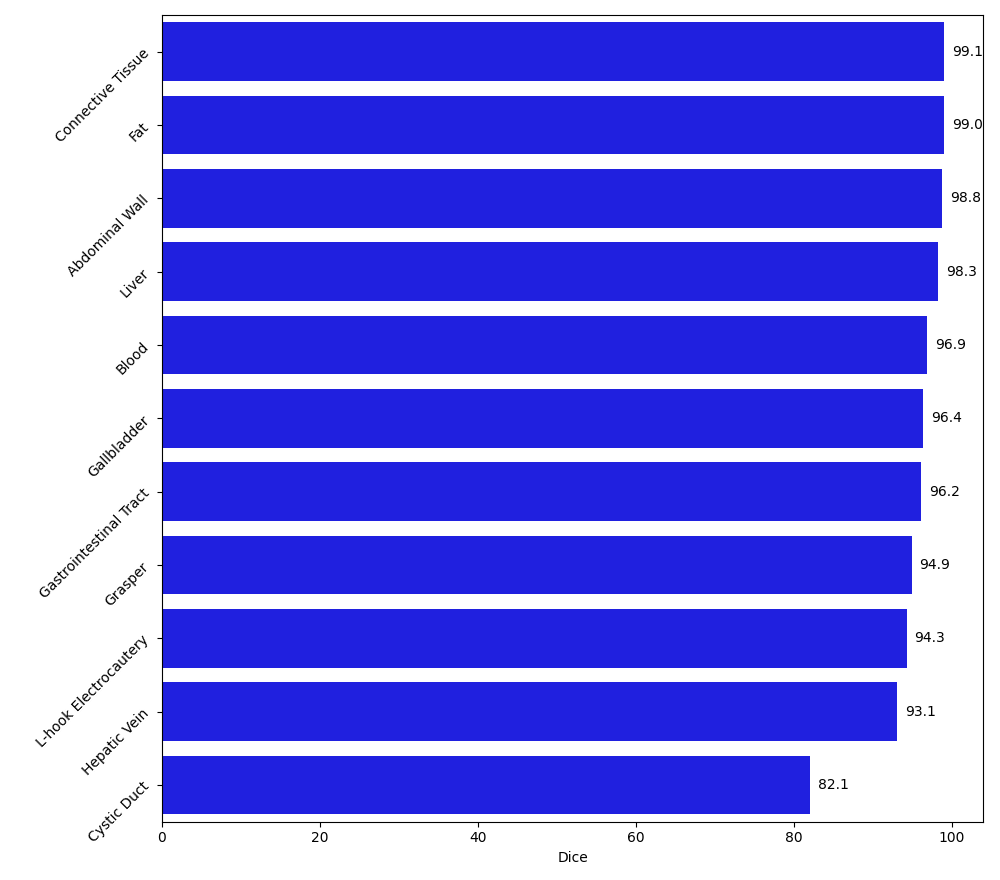 Connective Tissue 99.1
Fat 99.0
Abdominal Wall 98.8
Liver 98.3
Blood 96.9
Gallbladder 96.4
Gastrointestinal Tract 96.2
Grasper 94.9
L-hook Electrocautery 94.3
Hepatic Vein 93.1
Cystic Duct 82.1
0 20 40 60 80 100
Dice